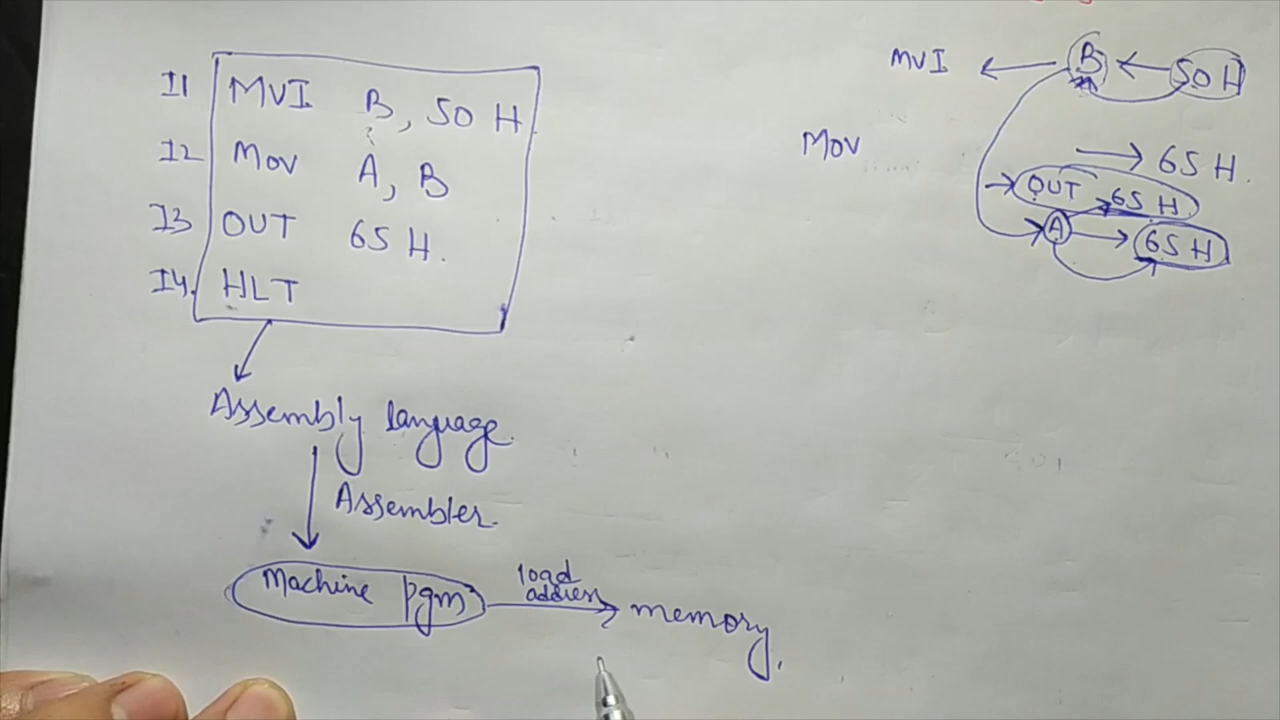 I1 MVI B, 50 H
I2 Mov A, B
I3 OUT 65 H.
I4. HLT
Assembly language.
Assembler.
Machine pgm
load
address
memory.
MVI B 50 H
Mov
65 H.
OUT 65 H
A 65 H